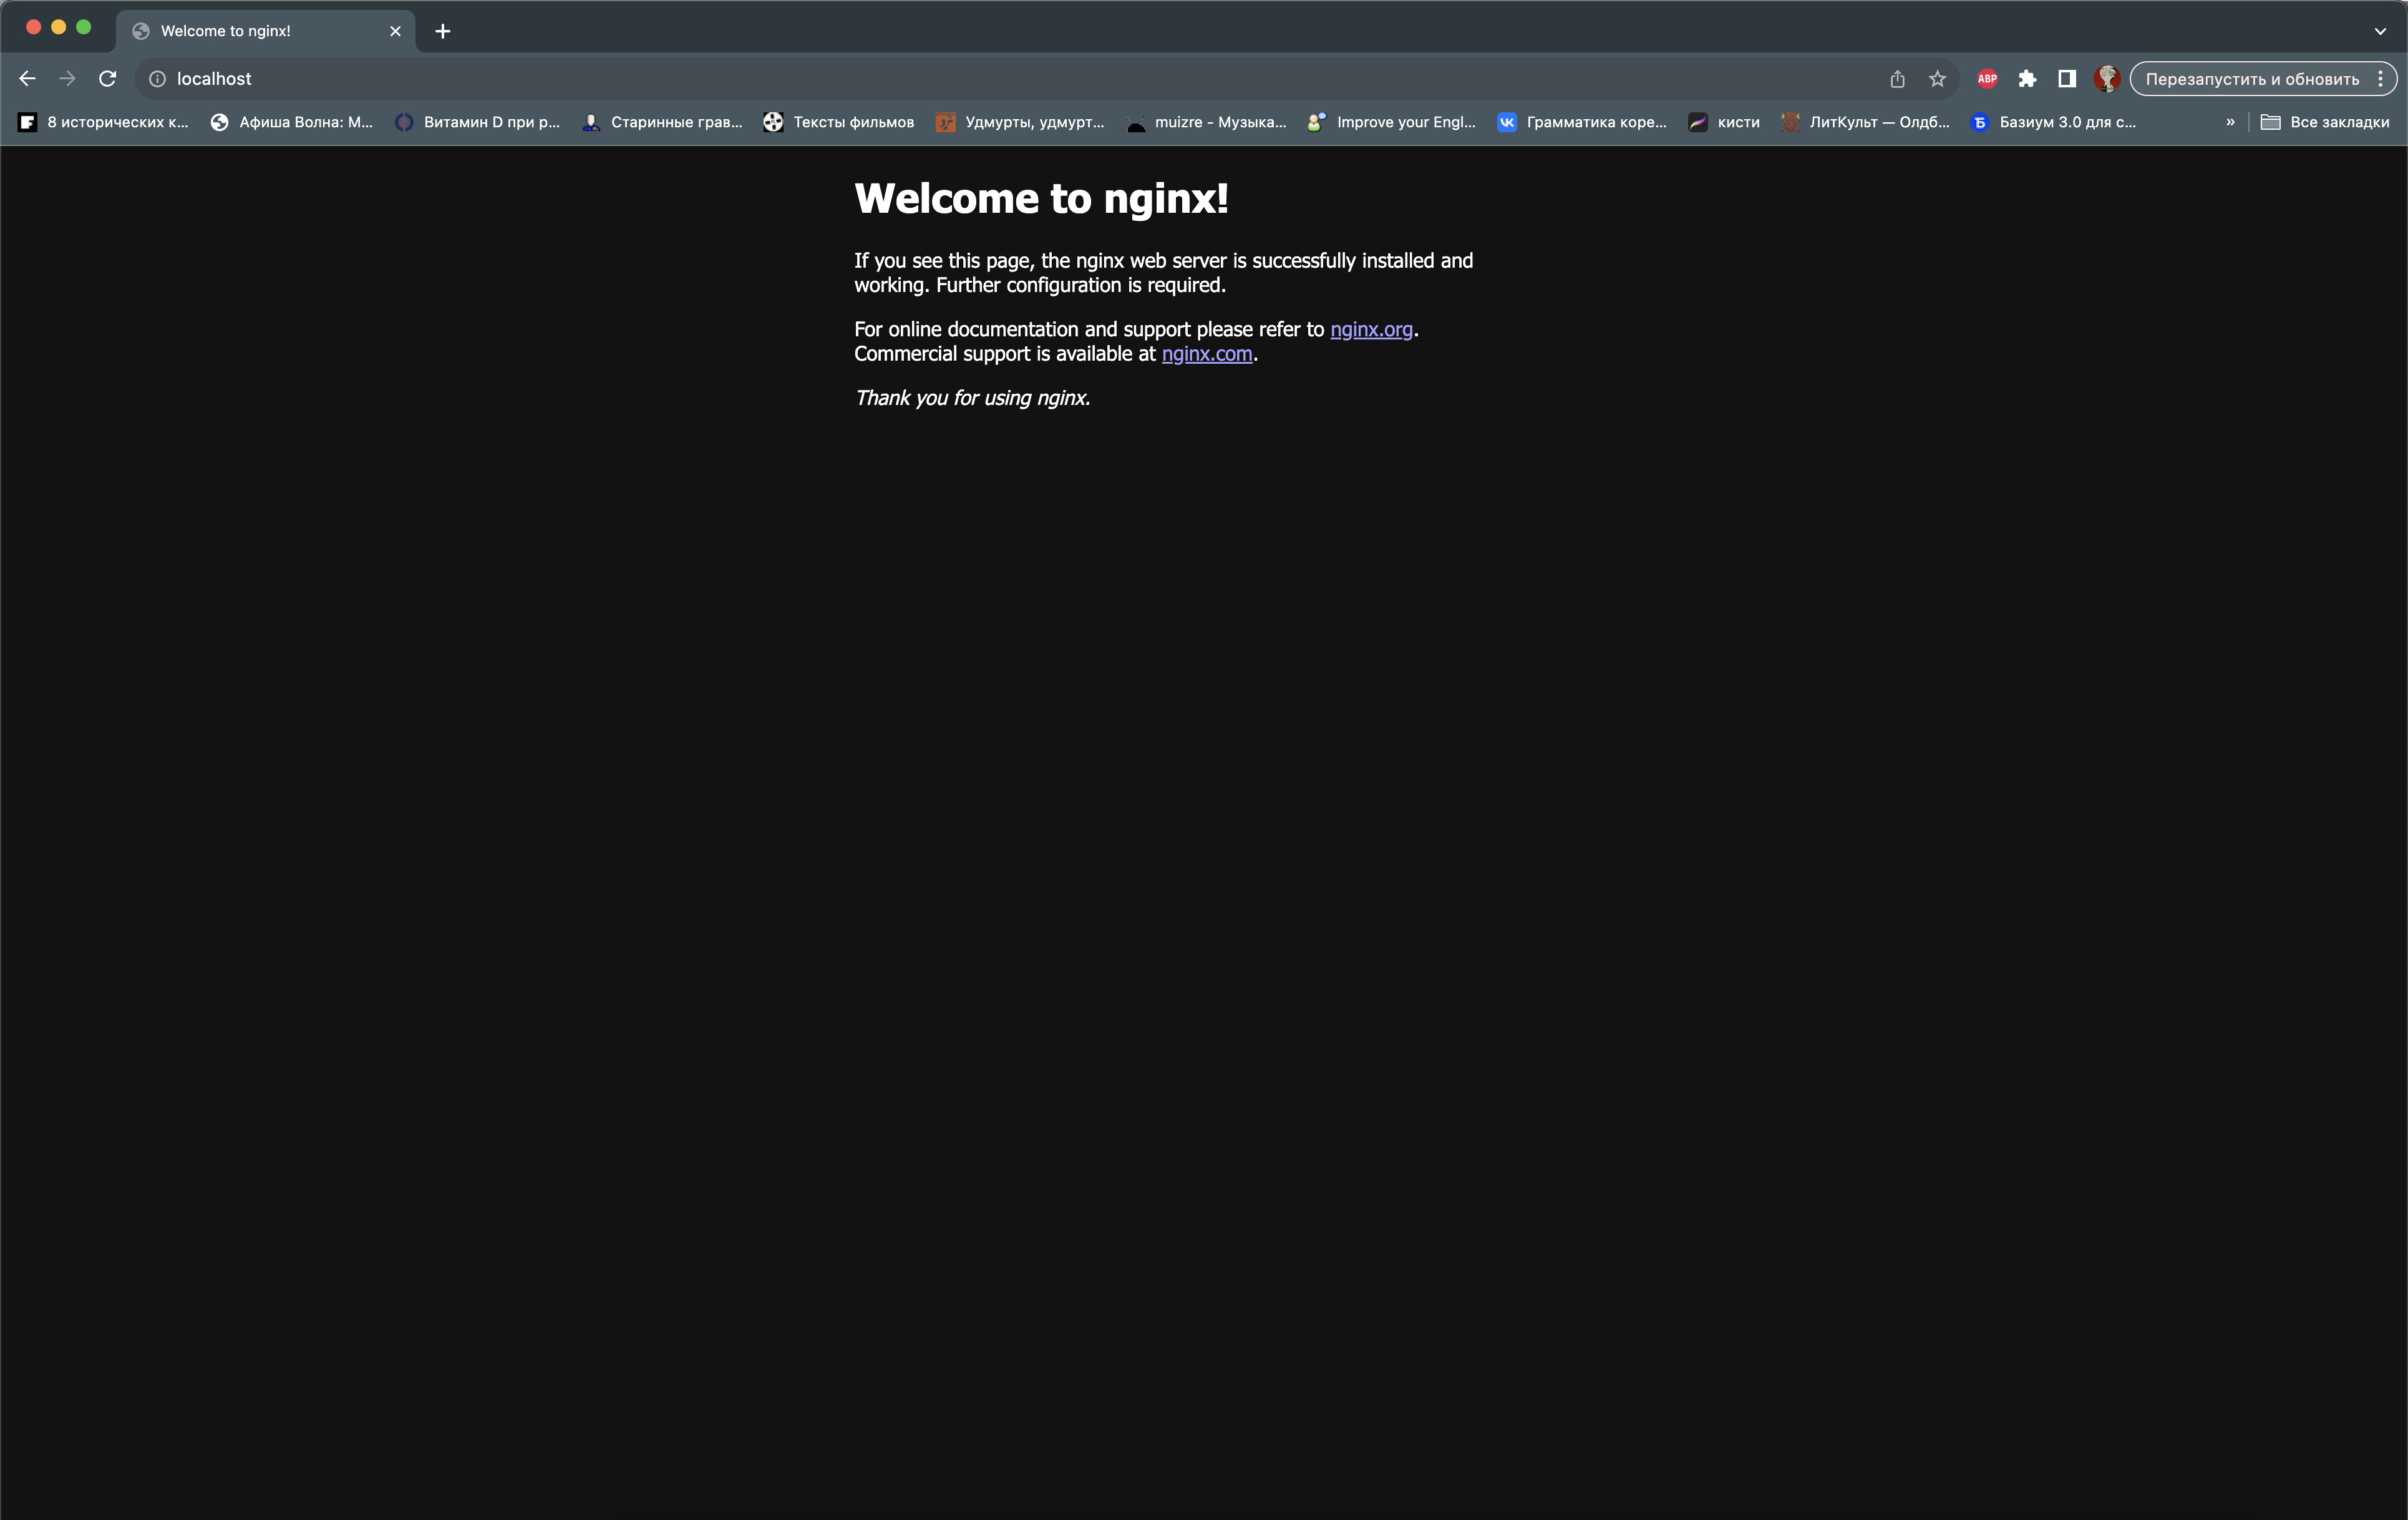 Welcome to nginx!
localhost
ABP
Перезапустить и обновить
8 исторических к...
Афиша Волна: М...
Витамин D при р...
Старинные грав...
Тексты фильмов
Удмурты, удмурт...
muizre - Музыка...
Improve your Engl...
Грамматика коре...
кисти
ЛитКульт — Олдб...
Базиум 3.0 для с...
»
Все закладки
Welcome to nginx!
If you see this page, the nginx web server is successfully installed and
working. Further configuration is required.
For online documentation and support please refer to nginx.org.
Commercial support is available at nginx.com.
Thank you for using nginx.